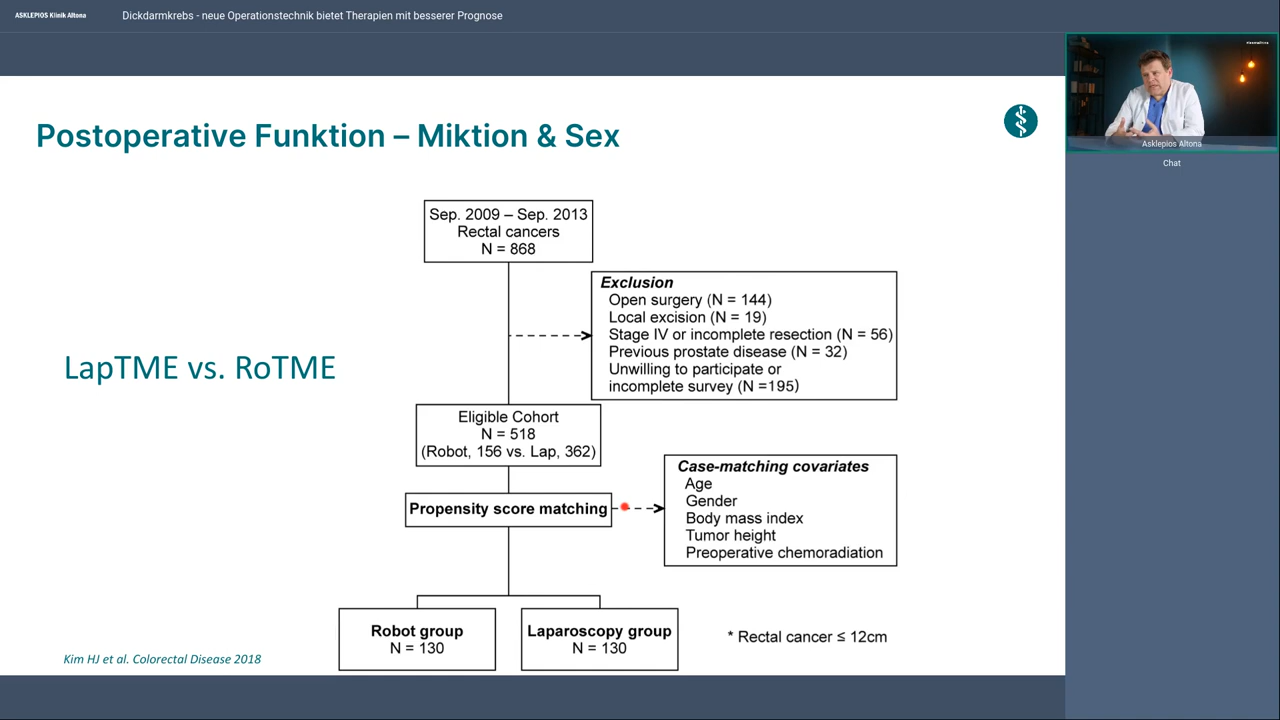 ASKLEPIOS Klinik Altona
Dickdarmkrebs - neue Operationstechnik bietet Therapien mit besserer Prognose
Postoperative Funktion – Miktion & Sex
Asklepios Altona
Chat
Sep. 2009 – Sep. 2013
Rectal cancers
N = 868
Exclusion
Open surgery (N = 144)
Local excision (N = 19)
Stage IV or incomplete resection (N = 56)
Previous prostate disease (N = 32)
Unwilling to participate or
incomplete survey (N =195)
LapTME vs. RoTME
Eligible Cohort
N = 518
(Robot, 156 vs. Lap, 362)
Case-matching covariates
Age
Gender
Body mass index
Tumor height
Preoperative chemoradiation
Propensity score matching
Robot group
N = 130
Laparoscopy group
N = 130
* Rectal cancer ≤ 12cm
Kim HJ et al. Colorectal Disease 2018